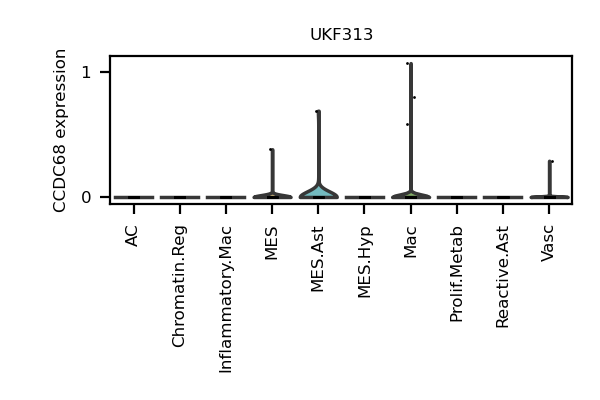 UKF313
CCDC68 expression
1
0
AC
Chromatin.Reg
Inflammatory.Mac
MES
MES.Ast
MES.Hyp
Mac
Prolif.Metab
Reactive.Ast
Vasc